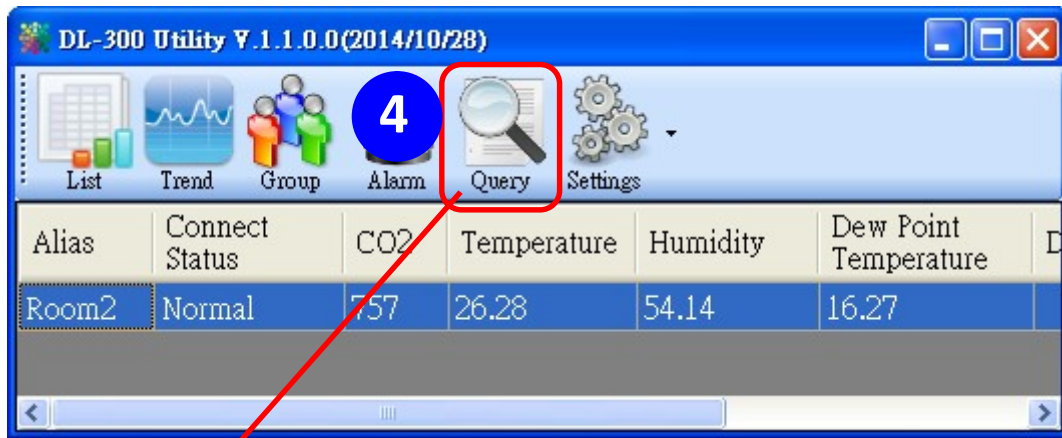 DL-300 Utility V.1.1.0.0(2014/10/28)
4
List Trend Group Alarm Query Settings
Alias Connect Status CO2 Temperature Humidity Dew Point Temperature D
Room2 Normal 757 26.28 54.14 16.27